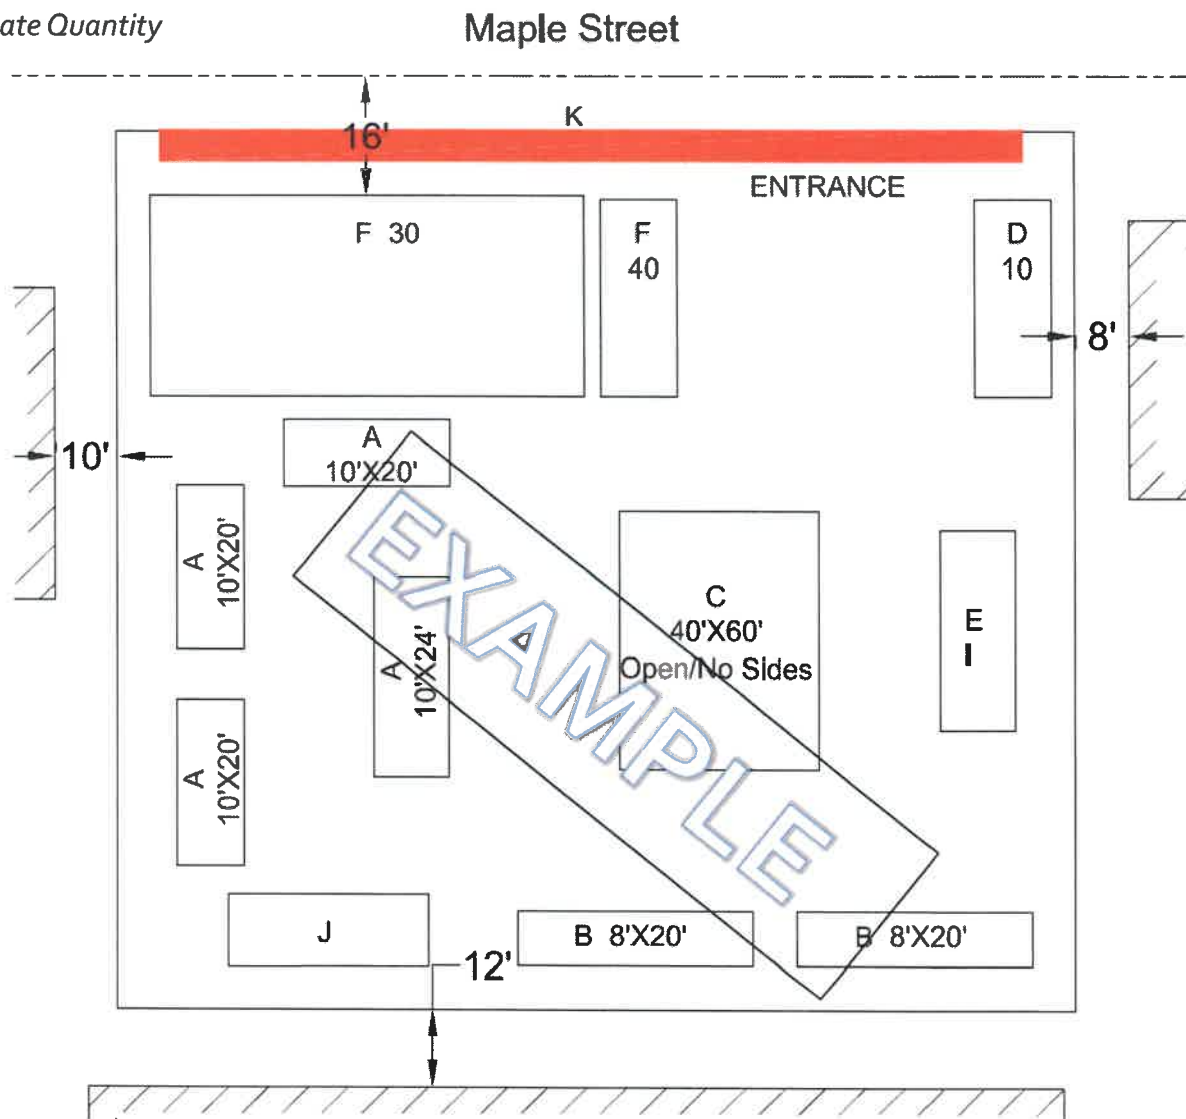 ate Quantity
Maple Street
K
16'
ENTRANCE
F 30
F
40
D
10
8'
10'
A
10'X20'
A
10'X20'
EXAMPLE
C
40'X60'
Open/No Sides
E
I
A
10'X24'
A
10'X20'
J
B 8'X20'
B 8'X20'
12'